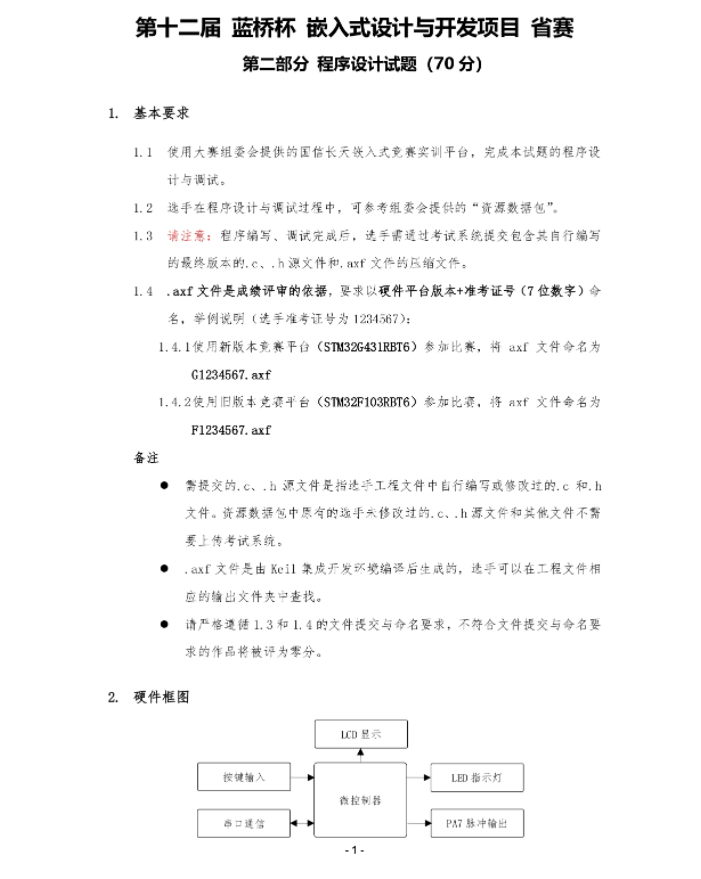 第十二届 蓝桥杯 嵌入式设计与开发项目 省赛
第二部分 程序设计试题（70 分）
1. 基本要求
1.1 使用大赛组委会提供的国信长天嵌入式竞赛实训平台，完成本试题的程序设
计与调试。
1.2 选手在程序设计与调试过程中，可参考组委会提供的“资源数据包”。
1.3 请注意：程序编写、调试完成后，选手需通过考试系统提交包含其自行编写
的最终版本的.c、.h 源文件和.axf 文件的压缩文件。
1.4 .axf 文件是成绩评审的依据，要求以硬件平台版本+准考证号（7 位数字）命
名，举例说明（选手准考证号为 1234567）：
1.4.1使用新版本竞赛平台（STM32G431RBT6）参加比赛，将 axf 文件命名为
G1234567.axf
1.4.2使用旧版本竞赛平台（STM32F103RBT6）参加比赛，将 axf 文件命名为
F1234567.axf
备注
● 需提交的.c、.h 源文件是指选手工程文件中自行编写或修改过的.c 和.h
文件。资源数据包中原有的选手未修改过的.c、.h 源文件和其他文件不需
要上传考试系统。
● .axf 文件是由 Keil 集成开发环境编译后生成的，选手可以在工程文件相
应的输出文件夹中查找。
● 请严格遵循 1.3 和 1.4 的文件提交与命名要求，不符合文件提交与命名要
求的作品将被评为零分。
2. 硬件框图
LCD 显示
按键输入
微控制器
LED 指示灯
串口通信
PA7 脉冲输出
- 1 -